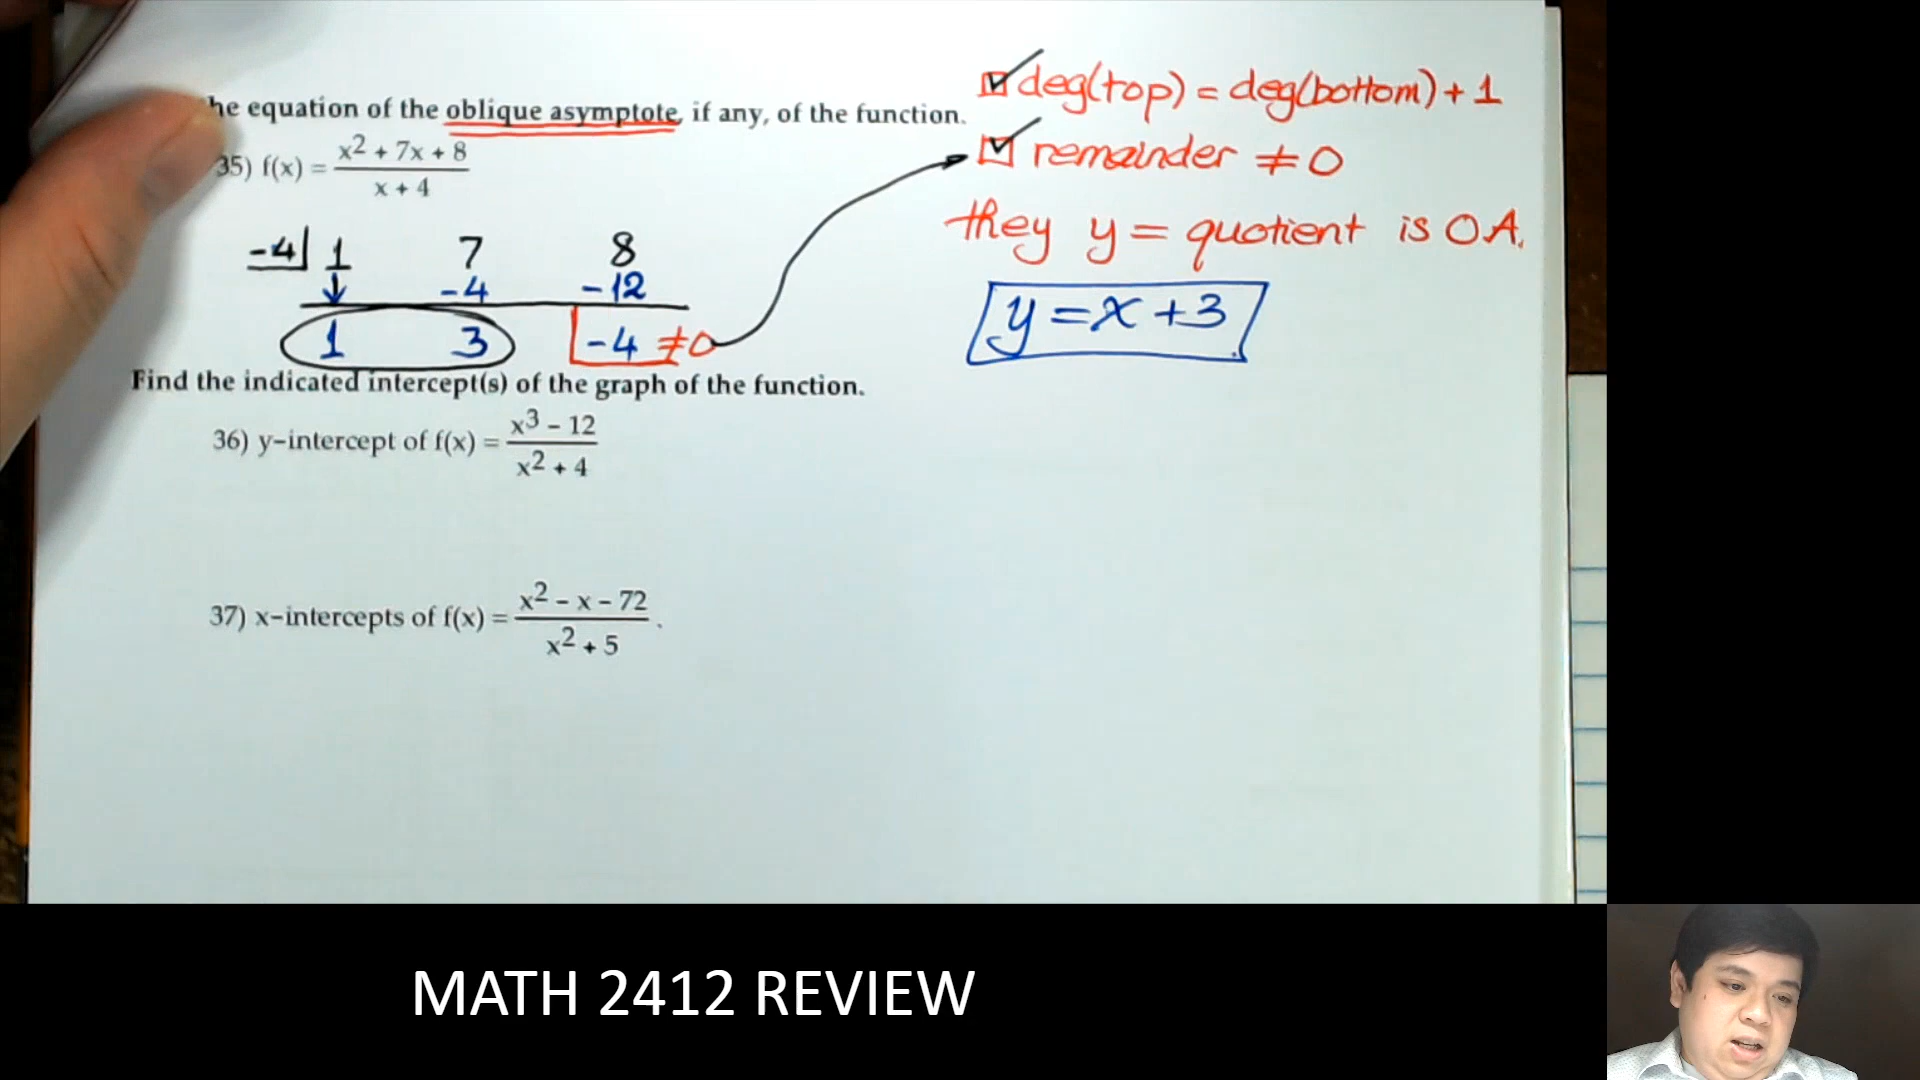 he equation of the oblique asymptote, if any, of the function.
35) f(x) = x² + 7x + 8 / x + 4
-4| 1 7 8
-4 -12
1 3 -4 ≠0
Find the indicated intercept(s) of the graph of the function.
36) y-intercept of f(x) = x³ - 12 / x² + 4
37) x-intercepts of f(x) = x² - x - 72 / x² + 5 .
deg(top) = deg(bottom) + 1
remainder ≠ 0
they y = quotient is OA.
y = x + 3
MATH 2412 REVIEW